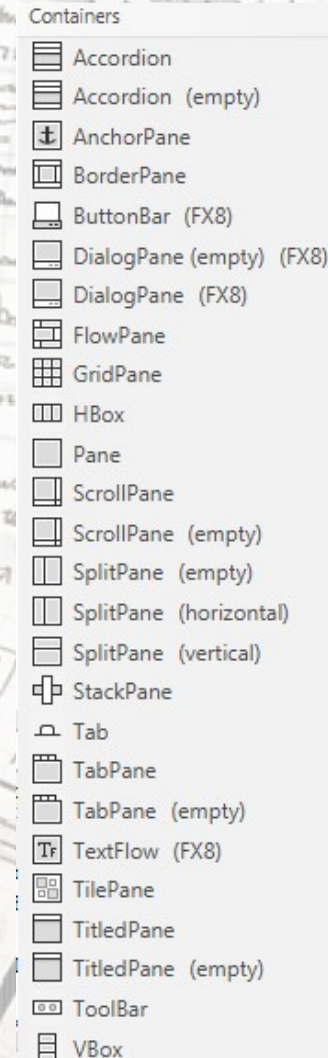 Containers
Accordion
Accordion (empty)
AnchorPane
BorderPane
ButtonBar (FX8)
DialogPane (empty) (FX8)
DialogPane (FX8)
FlowPane
GridPane
HBox
Pane
ScrollPane
ScrollPane (empty)
SplitPane (empty)
SplitPane (horizontal)
SplitPane (vertical)
StackPane
Tab
TabPane
TabPane (empty)
TextFlow (FX8)
TilePane
TitledPane
TitledPane (empty)
ToolBar
VBox